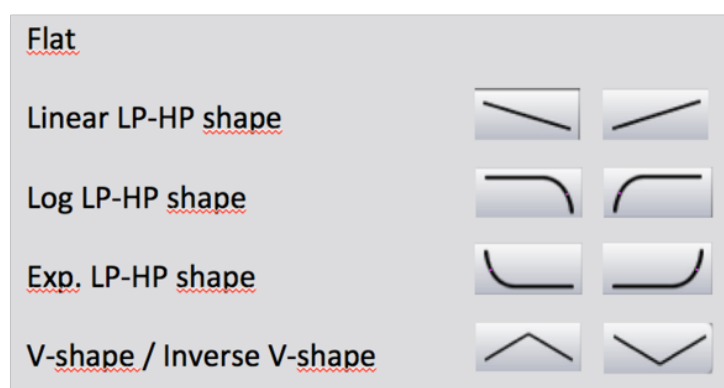 Flat
Linear LP-HP shape
Log LP-HP shape
Exp. LP-HP shape
V-shape / Inverse V-shape